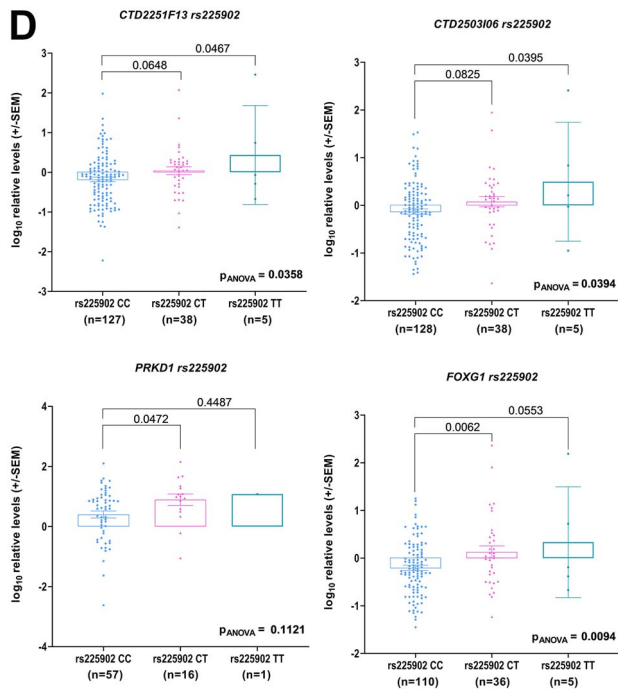 D
CTD2251F13 rs225902
0.0467
0.0648
log10 relative levels (+/-SEM)
3
2
1
0
-1
-2
-3
pANOVA = 0.0358
rs225902 CC rs225902 CT rs225902 TT
(n=127) (n=38) (n=5)
CTD2503I06 rs225902
0.0395
0.0825
log10 relative levels (+/-SEM)
3
2
1
0
-1
-2
pANOVA = 0.0394
rs225902 CC rs225902 CT rs225902 TT
(n=128) (n=38) (n=5)
PRKD1 rs225902
0.4487
0.0472
log10 relative levels (+/-SEM)
4
2
0
-2
-4
pANOVA = 0.1121
rs225902 CC rs225902 CT rs225902 TT
(n=57) (n=16) (n=1)
FOXG1 rs225902
0.0553
0.0062
log10 relative levels (+/-SEM)
3
2
1
0
-1
-2
pANOVA = 0.0094
rs225902 CC rs225902 CT rs225902 TT
(n=110) (n=36) (n=5)